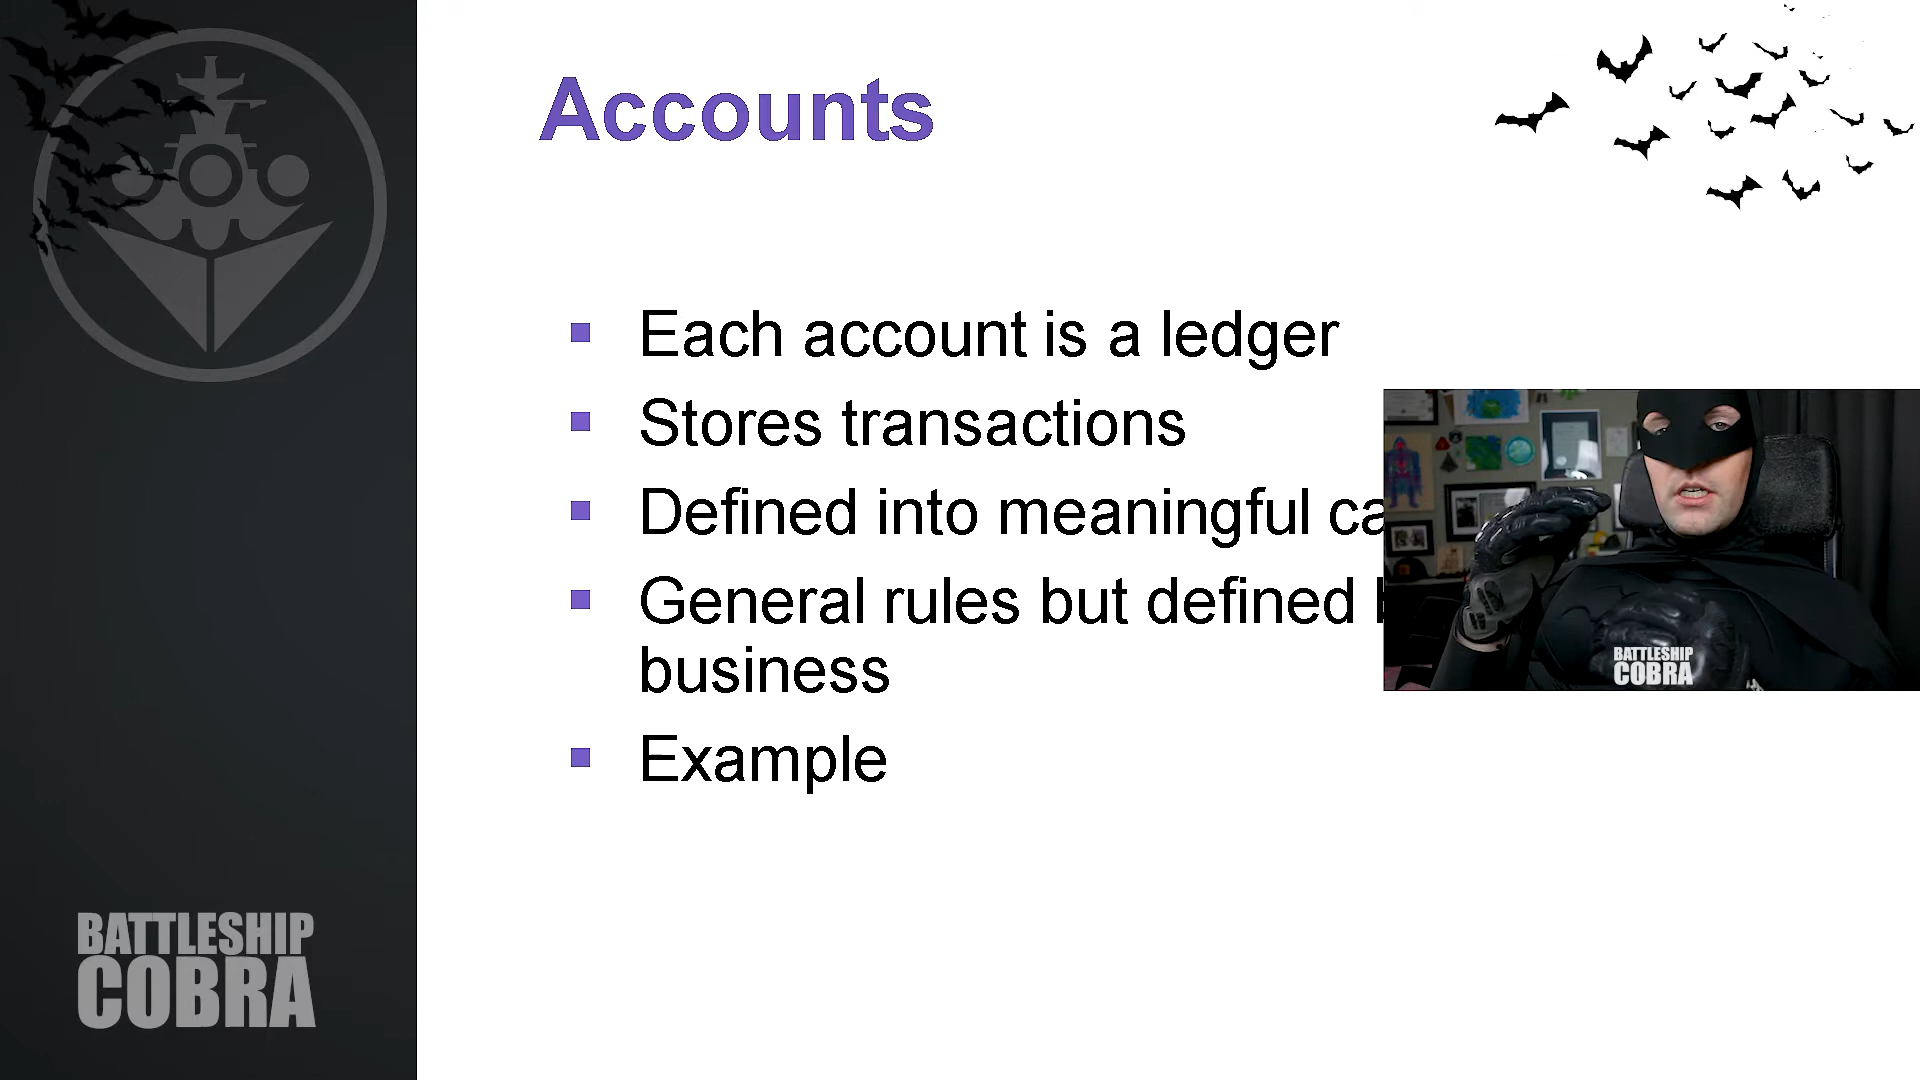 Accounts
Each account is a ledger
Stores transactions
Defined into meaningful
General rules but defined
business
Example
BATTLESHIP
COBRA
BATTLESHIP
COBRA